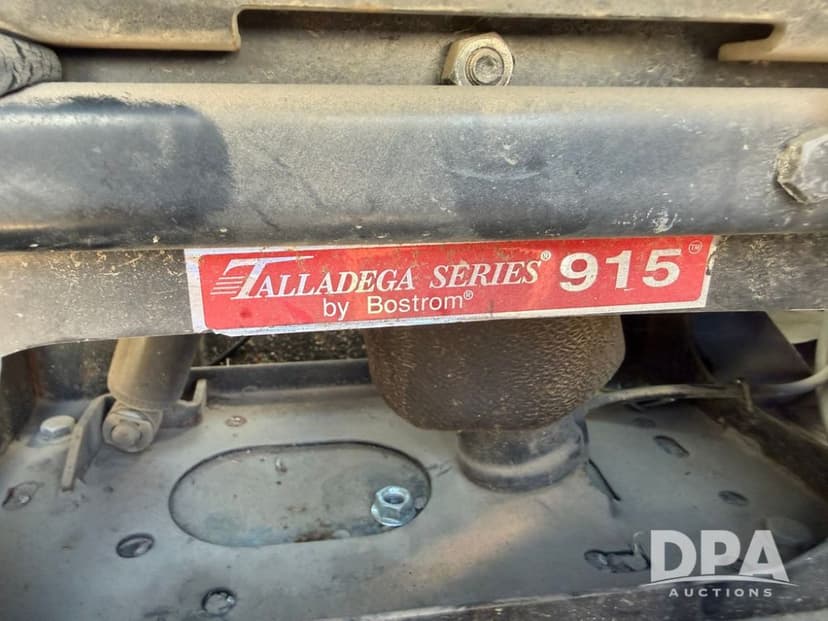 TALLADEGA SERIES® 915™
by Bostrom®
DPA
AUCTIONS